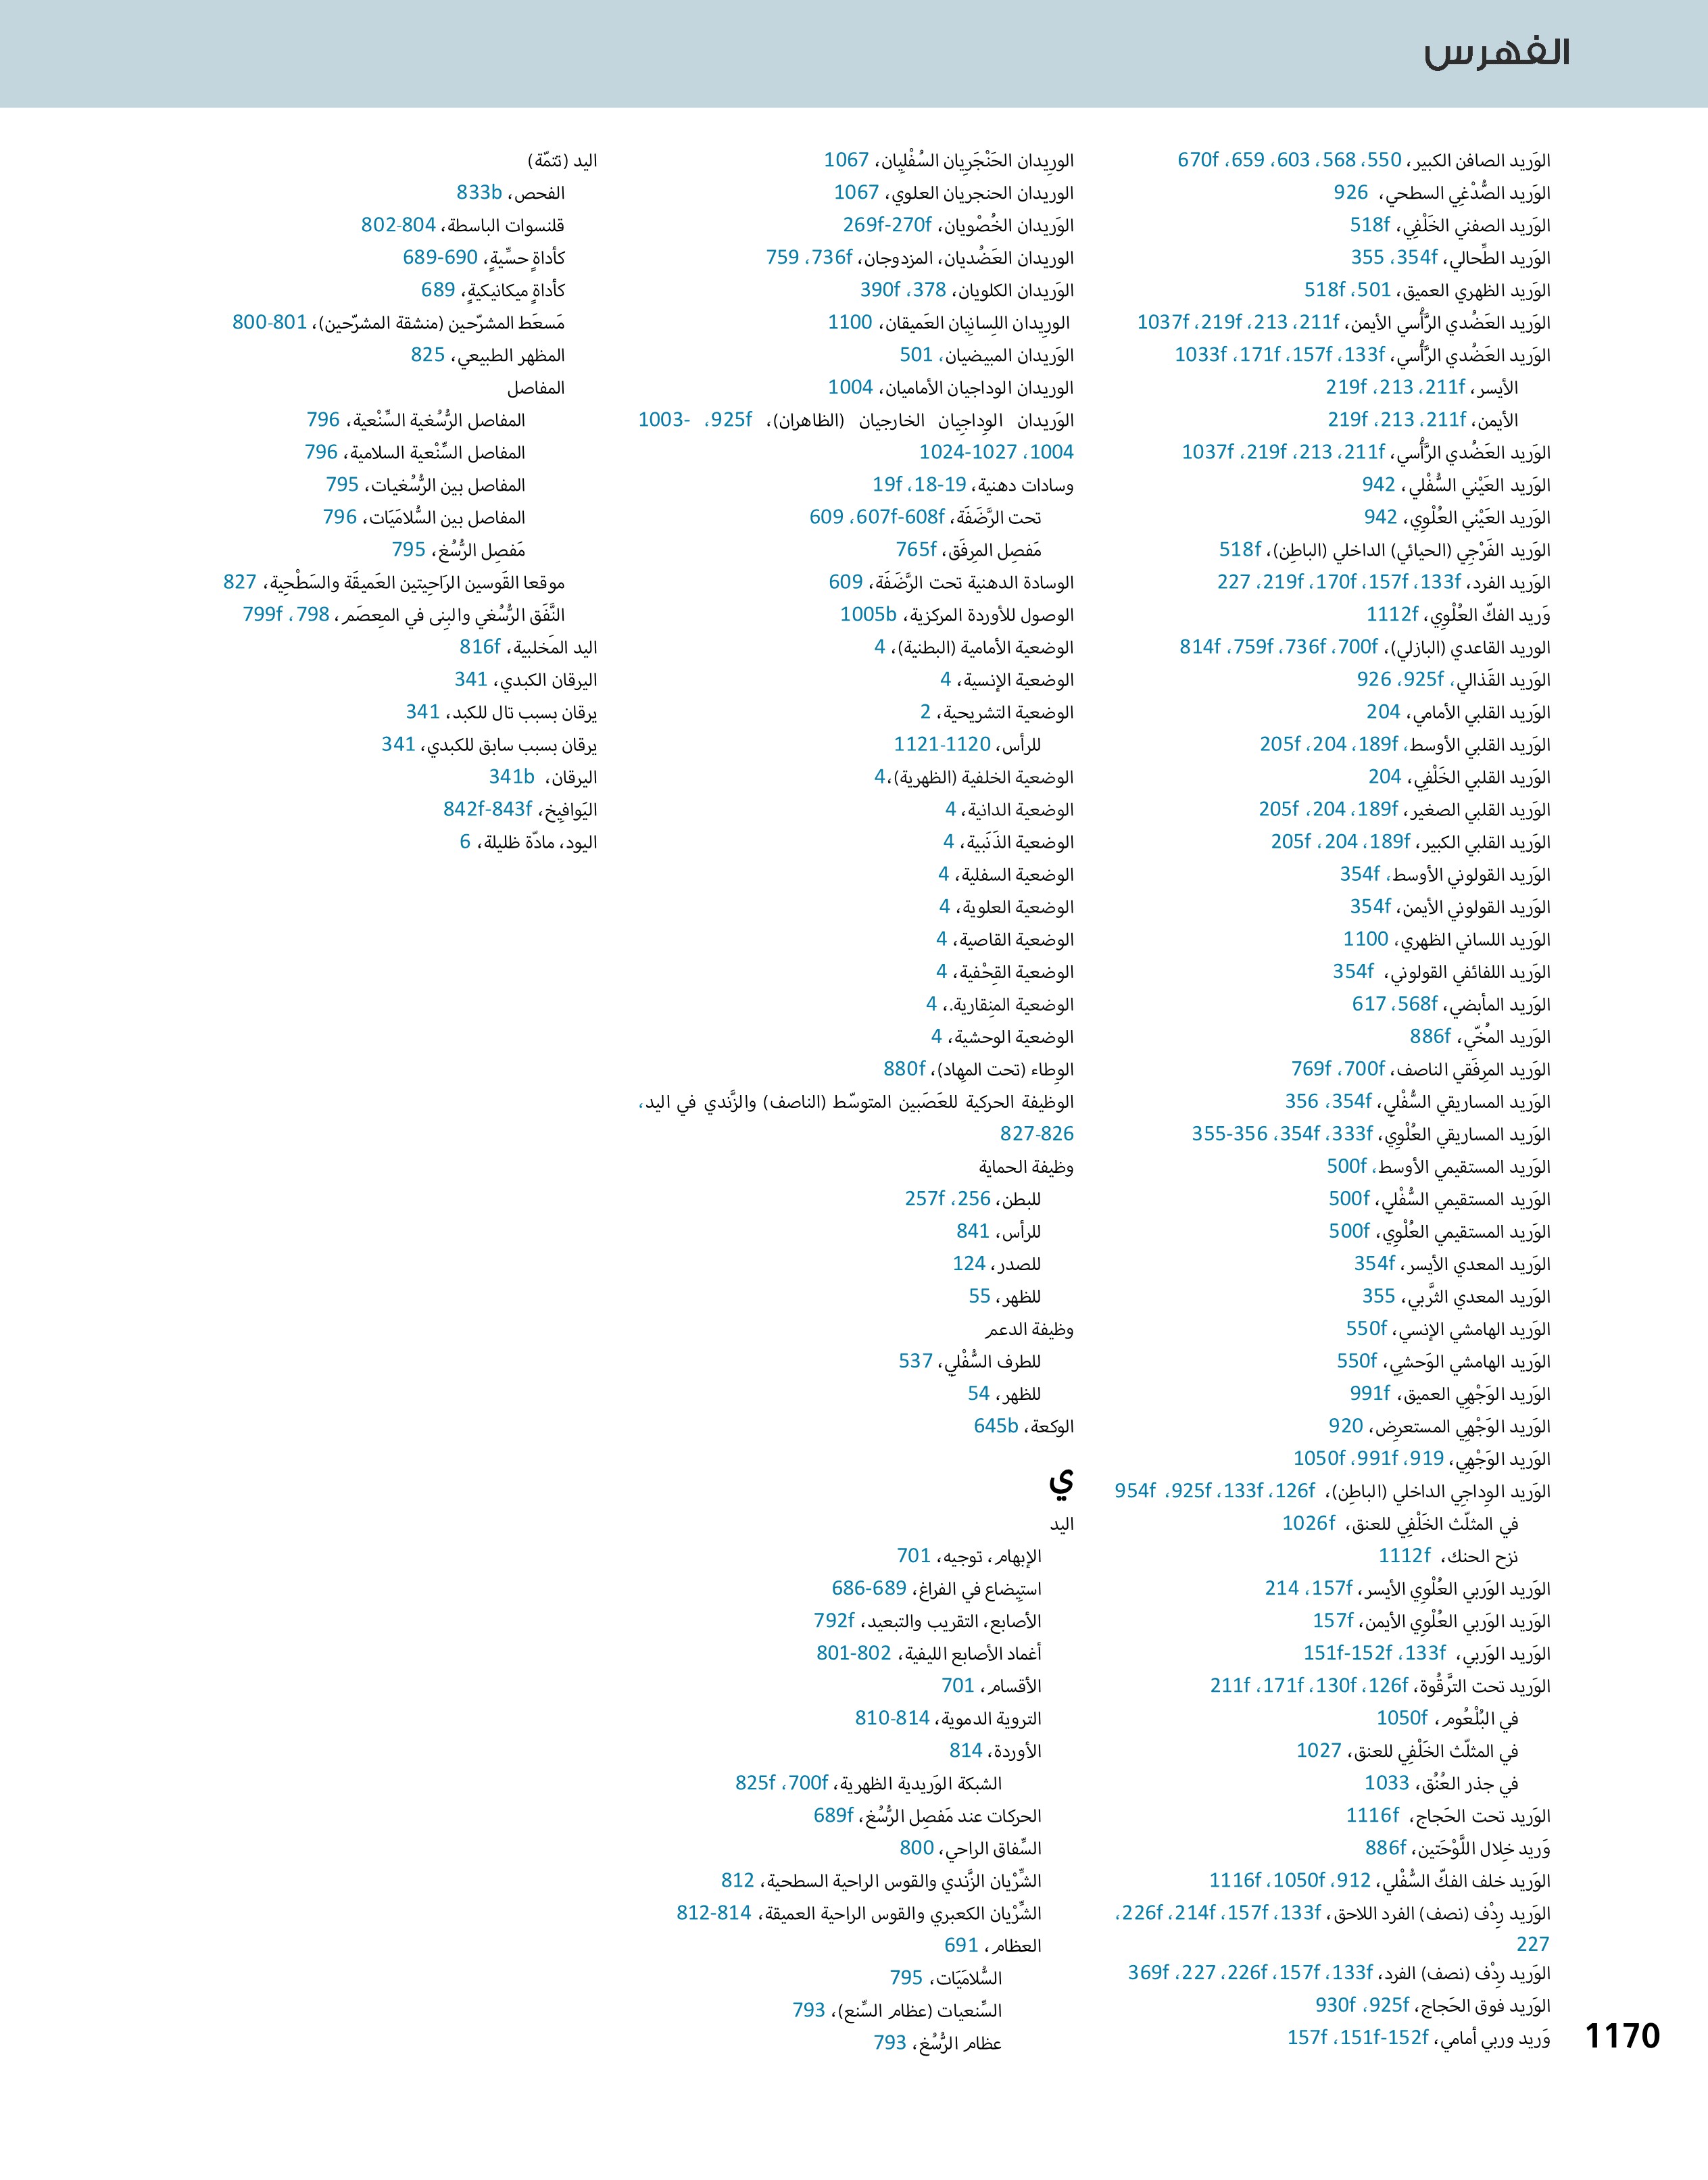 الفهرس
الوَريد الصافن الكبير، 550، 568، 603، 659، 670f
الوَريد الصُّدْغِي السطحي، 926
الوَريد الصفني الخَلْفِي، 518f
الوَريد الطِّحالي، 354f، 355
الوَريد الظهري العميق، 501، 518f
الوَريد العَضُدي الرَّأْسي الأيمن، 211f، 213، 219f، 1037f
الوَريد العَضُدي الرَّأْسي، 133f، 157f، 171f، 1033f
الأيسر، 211f، 213، 219f
الأيمن، 211f، 213، 219f
الوَريد العَضُدي الرَّأْسي، 211f، 213، 219f، 1037f
الوَريد العَيْني السُّفْلي، 942
الوَريد العَيْني العُلْوِي، 942
الوَريد الفَرْجِي (الحيائي) الداخلي (الباطِن)، 518f
الوَريد الفرد، 133f، 157f، 170f، 219f، 227
وَريد الفكّ العُلْوِي، 1112f
الوريد القاعدي (البازلي)، 700f، 736f، 759f، 814f
الوَريد القَذالي، 925f، 926
الوَريد القلبي الأمامي، 204
الوَريد القلبي الأوسط، 189f، 204، 205f
الوَريد القلبي الخَلْفِي، 204
الوَريد القلبي الصغير، 189f، 204، 205f
الوَريد القلبي الكبير، 189f، 204، 205f
الوَريد القولوني الأوسط، 354f
الوَريد القولوني الأيمن، 354f
الوَريد اللساني الظهري، 1100
الوَريد اللفائفي القولوني، 354f
الوَريد المأبضي، 568f، 617
الوَريد المُخّي، 886f
الوَريد المِرفَقي الناصف، 700f، 769f
الوَريد المساريقي السُّفْلي، 354f، 356
الوَريد المساريقي العُلْوِي، 333f، 354f، 355-356
الوَريد المستقيمي الأوسط، 500f
الوَريد المستقيمي السُّفْلي، 500f
الوَريد المستقيمي العُلْوِي، 500f
الوَريد المعدي الأيسر، 354f
الوَريد المعدي الثَّربي، 355
الوَريد الهامشي الإنسي، 550f
الوَريد الهامشي الوَحشِي، 550f
الوَريد الوَجْهِي العميق، 991f
الوَريد الوَجْهِي المستعرِض، 920
الوَريد الوَجْهِي، 919، 991f، 1050f
الوَريد الوِداجِي الداخلي (الباطِن)، 126f، 133f، 925f، 954f
في المثلّث الخَلْفِي للعنق، 1026f
نزح الحنك، 1112f
الوَريد الوَربي العُلْوِي الأيسر، 157f، 214
الوَريد الوَربي العُلْوِي الأيمن، 157f
الوَريد الوَربي، 133f، 151f-152f
الوَريد تحت التَّرقُوة، 126f، 130f، 171f، 211f
في البُلْعُوم، 1050f
في المثلّث الخَلْفِي للعنق، 1027
في جذر العُنُق، 1033
الوَريد تحت الحَجاج، 1116f
وَريد خِلال اللَّوْحَتين، 886f
الوَريد خلف الفكّ السُّفْلي، 912، 1050f، 1116f
الوَريد رِدْف (نصف) الفرد اللاحق، 133f، 157f، 214f، 226f،
227
الوَريد رِدْف (نصف) الفرد، 133f، 157f، 226f، 227، 369f
الوَريد فوق الحَجاج، 925f، 930f
وَريد وربي أمامي، 151f-152f، 157f
الوريدان الحَنْجَرِيان السُفْلِيان، 1067
الوريدان الحنجريان العلوي، 1067
الوَريدان الخُصْويان، 269f-270f
الوريدان العَضُديان، المزدوجان، 736f، 759
الوَريدان الكلويان، 378، 390f
الورِيدان اللِسانِيان العَميقان، 1100
الوَريدان المبيضيان، 501
الوريدان الوداجيان الأماميان، 1004
الوَريدان الوِداجِيان الخارجيان (الظاهران)، 925f، 1003-
1004، 1024-1027
وسادات دهنية، 18-19، 19f
تحت الرَّضَفَة، 607f-608f، 609
مَفصِل المِرفَق، 765f
الوسادة الدهنية تحت الرَّضَفَة، 609
الوصول للأوردة المركزية، 1005b
الوضعية الأمامية (البطنية)، 4
الوضعية الإنسية، 4
الوضعية التشريحية، 2
للرأس، 1120-1121
الوضعية الخلفية (الظهرية)،4
الوضعية الدانية، 4
الوضعية الذَنَبية، 4
الوضعية السفلية، 4
الوضعية العلوية، 4
الوضعية القاصية، 4
الوضعية القِحْفية، 4
الوضعية المنِقارية.، 4
الوضعية الوحشية، 4
الوِطاء (تحت المِهاد)، 880f
الوظيفة الحركية للعَصَبين المتوسّط (الناصف) والزَّندي في اليد،
826-827
وظيفة الحماية
للبطن، 256، 257f
للرأس، 841
للصدر، 124
للظهر، 55
وظيفة الدعم
للطرف السُّفْلي، 537
للظهر، 54
الوكعة، 645b
ي
اليد
الإبهام، توجيه، 701
استيِضاع في الفراغ، 686-689
الأصابع، التقريب والتبعيد، 792f
أغماد الأصابع الليفية، 801-802
الأقسام، 701
التروية الدموية، 810-814
الأوردة، 814
الشبكة الوَريدية الظهرية، 700f، 825f
الحركات عند مَفصِل الرُّسُغ، 689f
السِّفاق الراحي، 800
الشِّرْيان الزَّندي والقوس الراحية السطحية، 812
الشِّرْيان الكعبري والقوس الراحية العميقة، 812-814
العظام، 691
السُّلامَيَات، 795
السِّنعيات (عظام السِّنع)، 793
عظام الرُّسُغ، 793
اليد (تتمّة)
الفحص، 833b
قلنسوات الباسطة، 802-804
كأداةٍ حسِّيةٍ، 689-690
كأداةٍ ميكانيكيةٍ، 689
مَسعَط المشرّحين (منشقة المشرّحين)، 800-801
المظهر الطبيعي، 825
المفاصل
المفاصل الرُّسُغية السِّنْعية، 796
المفاصل السِّنْعية السلامية، 796
المفاصل بين الرُّسُغيات، 795
المفاصل بين السُّلامَيَات، 796
مَفصِل الرُّسُغ، 795
موقعا القَوسين الرَاحِيتين العَميقَة والسَطْحِية، 827
النَّفَق الرُّسُغي والبِنى في المِعصَم، 798، 799f
اليد المَخلبية، 816f
اليرقان الكبدي، 341
يرقان بسبب تال للكبد، 341
يرقان بسبب سابق للكبدي، 341
اليرقان، 341b
اليَوافِيخ، 842f-843f
اليود، مادّة ظليلة، 6
1170